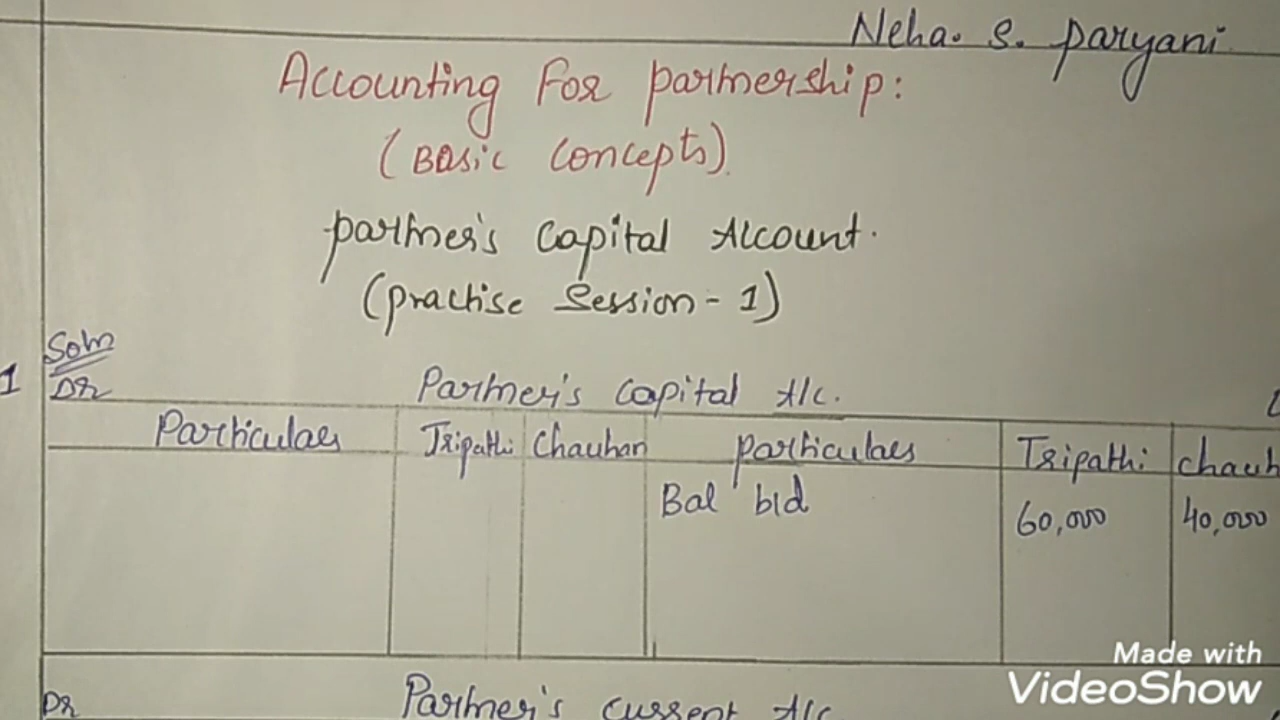 Neha. S. Paryani
Accounting For Partnership:
(Basic Concepts)
Partner's Capital Account.
(Practise Session - 1)
Soln
1 Dr Partner's Capital A/c.
Particulars Tripathi Chauhan Particulars Tripathi Chauh
Bal b/d 60,000 40,000
Dr Partner's Current A/c
Made with
VideoShow